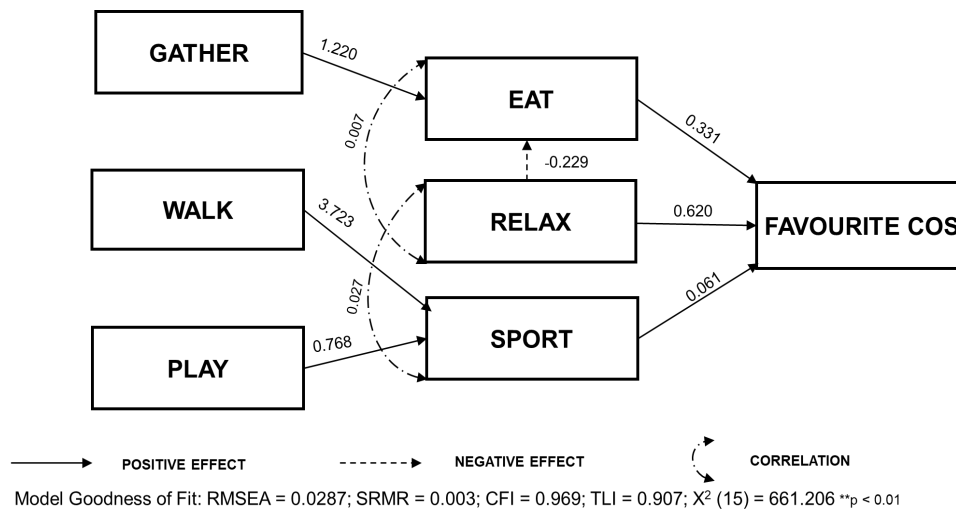 GATHER
1.220
EAT
0.007
0.331
-0.229
WALK
3.723
RELAX
0.620
FAVOURITE COS
0.027
0.061
PLAY
0.768
SPORT
POSITIVE EFFECT
NEGATIVE EFFECT
CORRELATION
Model Goodness of Fit: RMSEA = 0.0287; SRMR = 0.003; CFI = 0.969; TLI = 0.907; X² (15) = 661.206 **p < 0.01